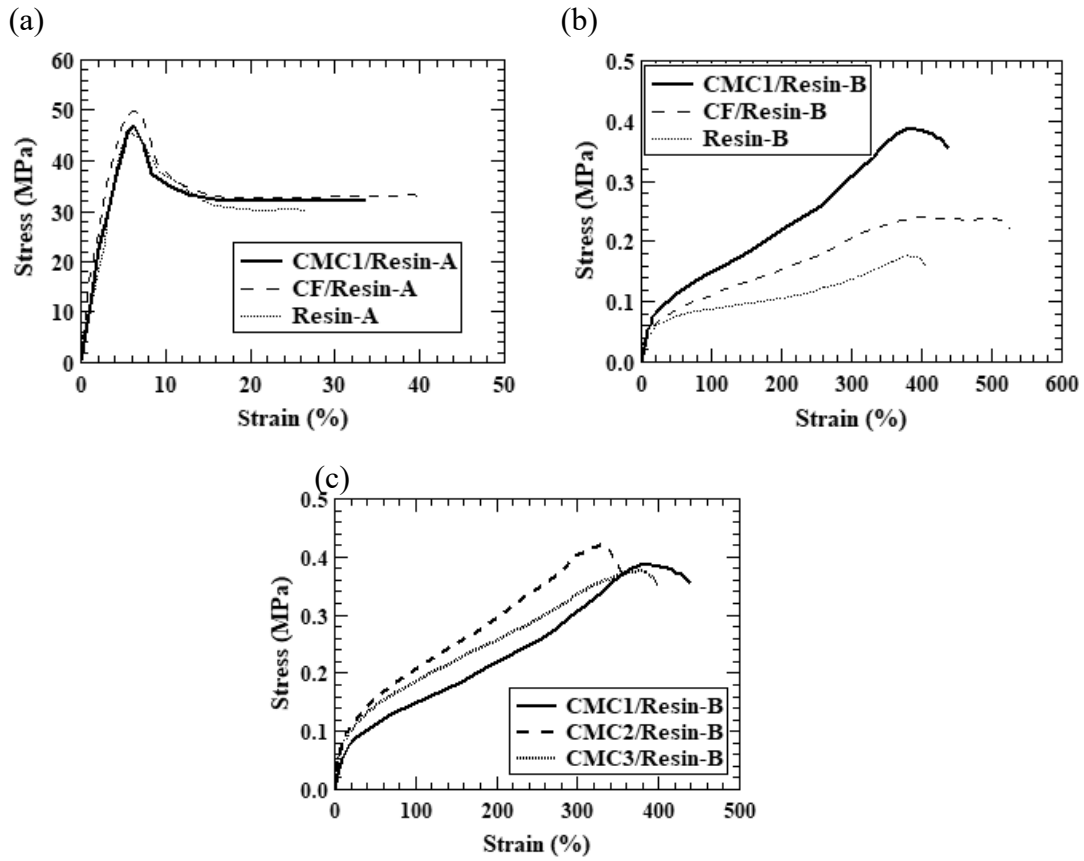 (a)
60
50
40
30
20
10
0
Stress (MPa)
CMC1/Resin-A
CF/Resin-A
Resin-A
0 10 20 30 40 50
Strain (%)
(b)
0.5
0.4
0.3
0.2
0.1
0.0
Stress (MPa)
CMC1/Resin-B
CF/Resin-B
Resin-B
0 100 200 300 400 500 600
Strain (%)
(c)
0.5
0.4
0.3
0.2
0.1
0.0
Stress (MPa)
CMC1/Resin-B
CMC2/Resin-B
CMC3/Resin-B
0 100 200 300 400 500
Strain (%)